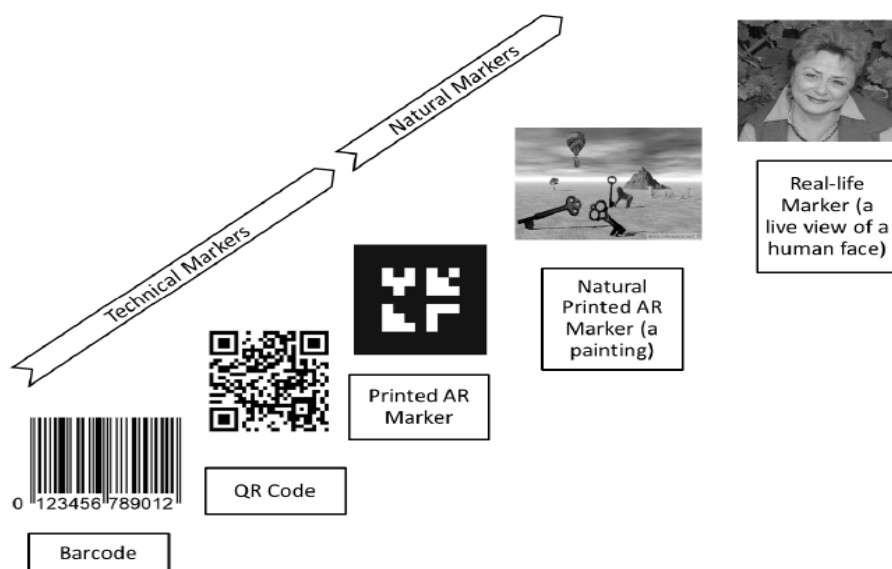 Natural Markers
Technical Markers
Real-life
Marker (a
live view of a
human face)
Natural
Printed AR
Marker (a
painting)
Printed AR
Marker
QR Code
0 123456 789012
Barcode